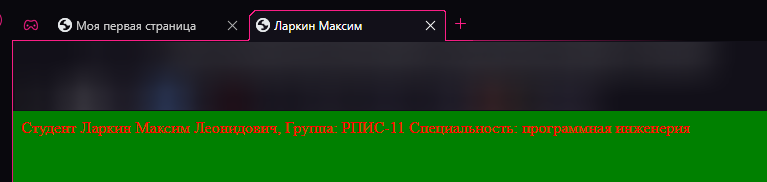 Моя первая страница
Ларкин Максим
Студент Ларкин Максим Леонидович, Группа: РПИС-11 Специальность: программная инженерия